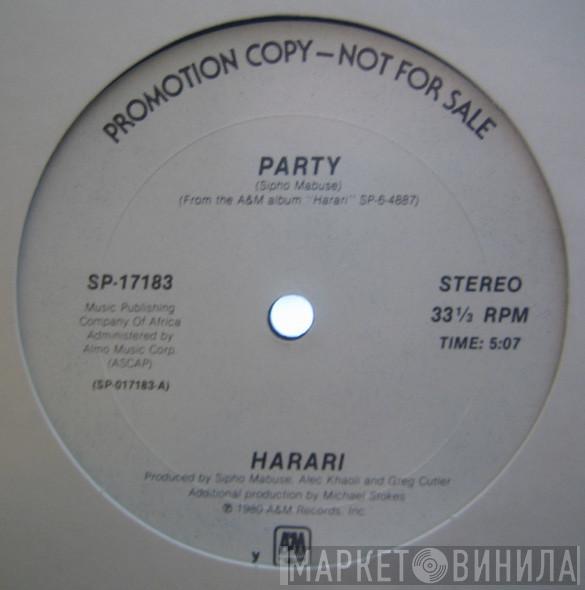 PROMOTION COPY—NOT FOR SALE
PARTY
(Sipho Mabuse)
(From the A&M album "Harari" SP-6-4887)
SP-17183
Music Publishing
Company Of Africa
Administered by
Almo Music Corp.
(ASCAP)
(SP-017183-A)
STEREO
33 1/3 RPM
TIME: 5:07
HARARI
Produced by Sipho Mabuse, Alec Khaoli and Greg Cutler
Additional production by Michael Stokes
℗ 1980 A&M Records, Inc.
y
A&M
МАРКЕТ ВИНИЛА